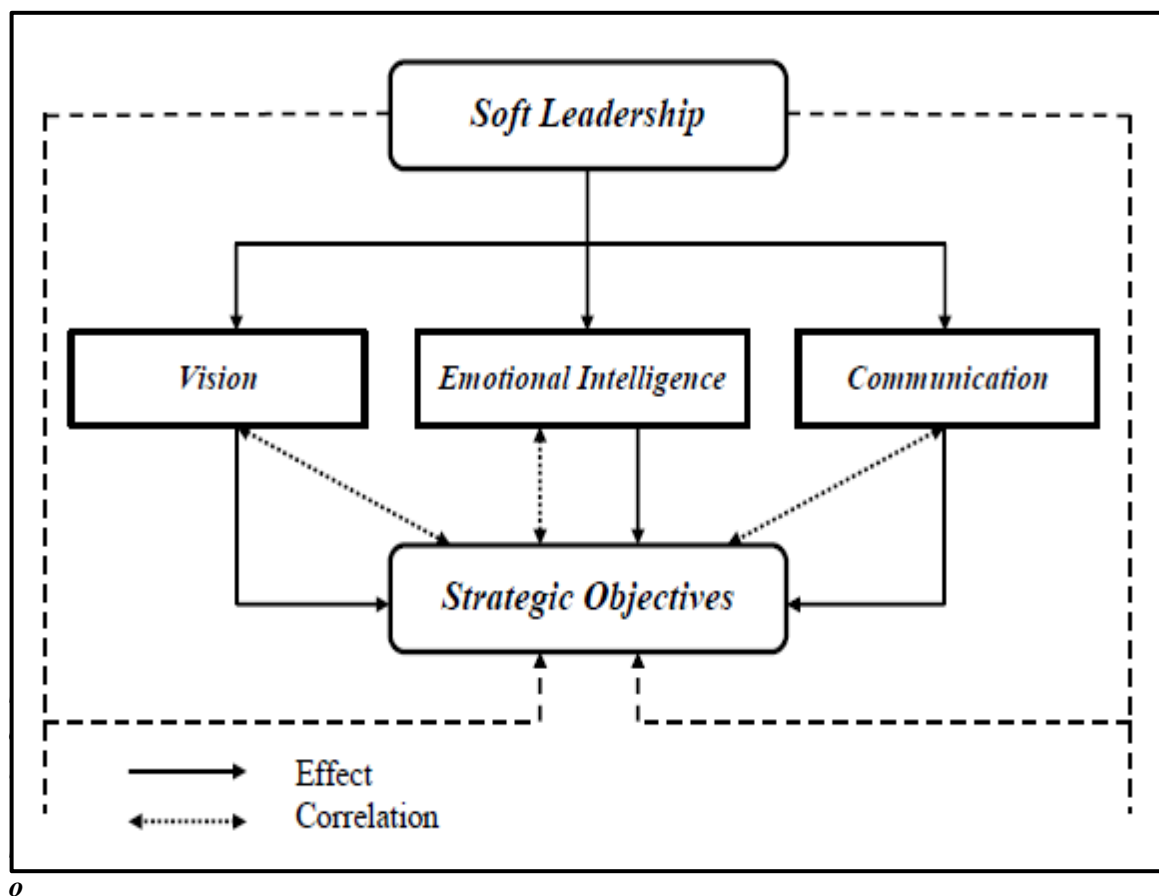 Soft Leadership
Vision
Emotional Intelligence
Communication
Strategic Objectives
Effect
Correlation
o